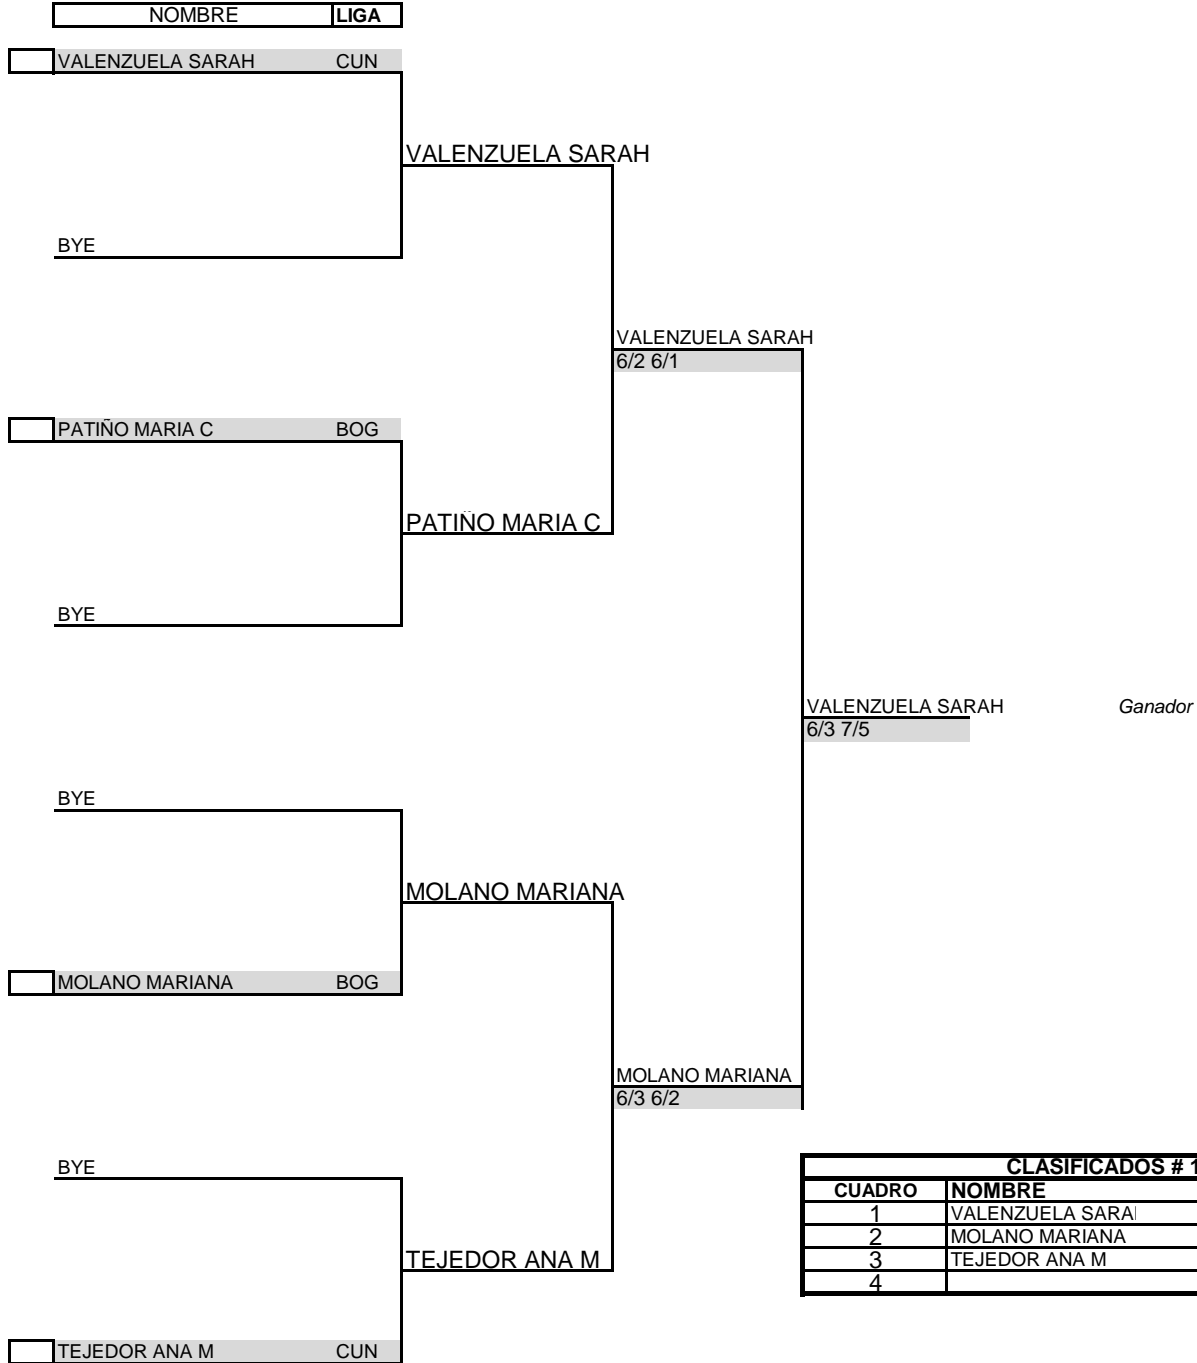 NOMBRE LIGA
VALENZUELA SARAH CUN
VALENZUELA SARAH
BYE
VALENZUELA SARAH
6/2 6/1
PATIÑO MARIA C BOG
PATIÑO MARIA C
BYE
VALENZUELA SARAH Ganador
6/3 7/5
BYE
MOLANO MARIANA
MOLANO MARIANA BOG
MOLANO MARIANA
6/3 6/2
BYE
CLASIFICADOS # 1
CUADRO NOMBRE
1 VALENZUELA SARA
2 MOLANO MARIANA
3 TEJEDOR ANA M
4
TEJEDOR ANA M
TEJEDOR ANA M CUN